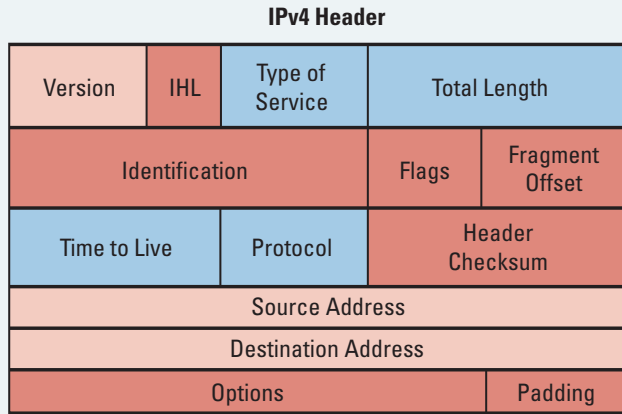 IPv4 Header
Version
IHL
Type of
Service
Total Length
Identification
Flags
Fragment
Offset
Time to Live
Protocol
Header
Checksum
Source Address
Destination Address
Options
Padding